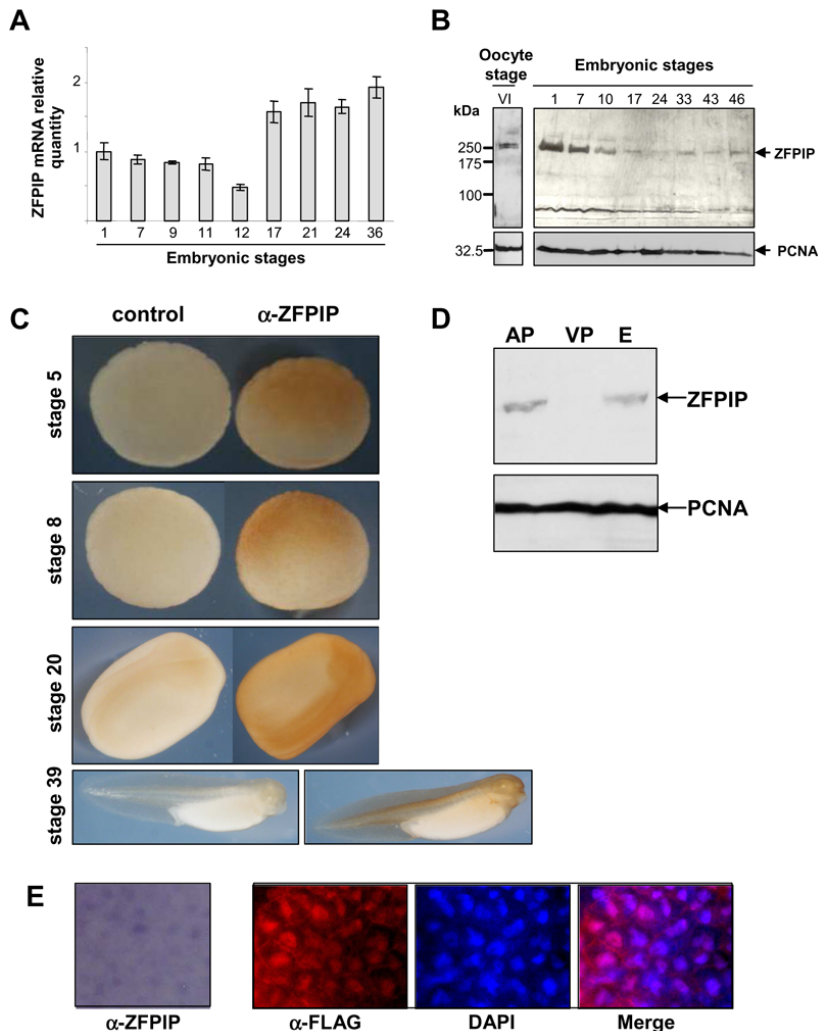 A
ZFPIP mRNA relative
quantity
2
1
1 7 9 11 12 17 21 24 36
Embryonic stages
B
Oocyte
stage
Embryonic stages
VI
1 7 10 17 24 33 43 46
kDa
250
175
100
32.5
ZFPIP
PCNA
C
control α-ZFPIP
stage 5
stage 8
stage 20
stage 39
D
AP VP E
ZFPIP
PCNA
E
α-ZFPIP
α-FLAG DAPI Merge